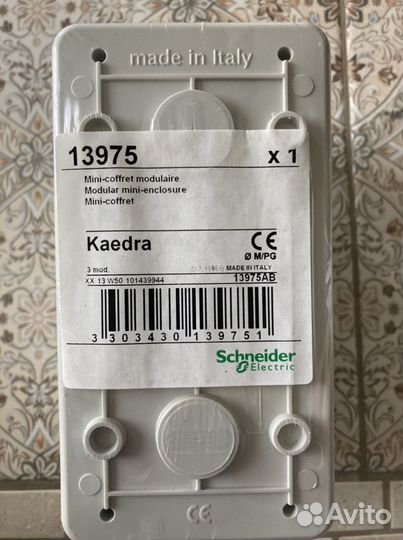 made in Italy
13975 x 1
Mini-coffret modulaire
Modular mini-enclosure
Mini-coffret
Kaedra CE
Ø M/PG
3 mod. MADE IN ITALY
XX 13 W50 101439944 13975AB
3 303430 139751
Schneider
Electric
CE
Avito